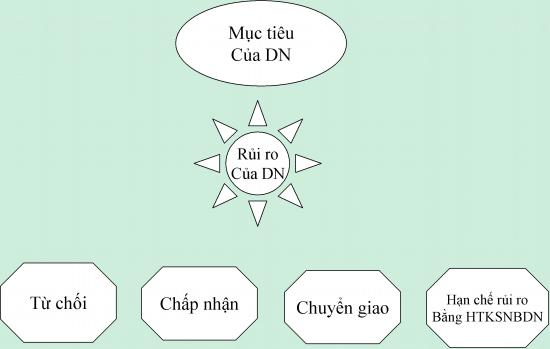 Mục tiêu
Của DN
Rủi ro
Của DN
Từ chối
Chấp nhận
Chuyển giao
Hạn chế rủi ro
Bằng HTKSNBDN